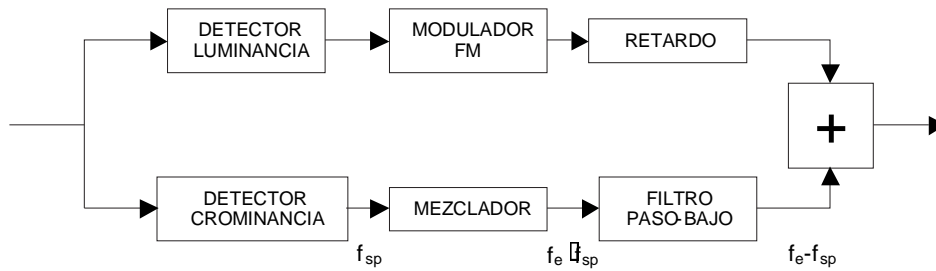 DETECTOR
LUMINANCIA
MODULADOR
FM
RETARDO
+
DETECTOR
CROMINANCIA
MEZCLADOR
FILTRO
PASO-BAJO
fsp
fe fsp
fe-fsp